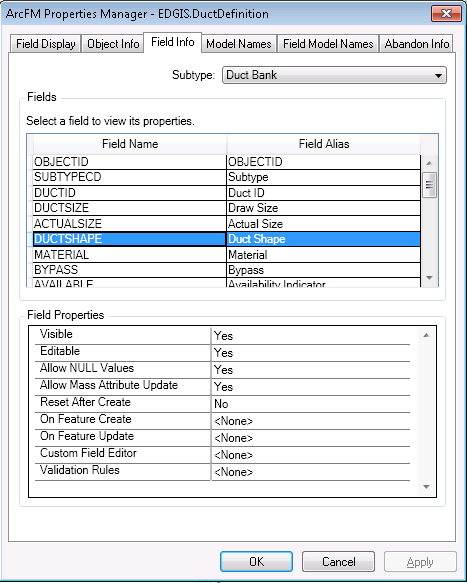 ArcFM Properties Manager - EDGIS.DuctDefinition
Field Display Object Info Field Info Model Names Field Model Names Abandon Info
Subtype: Duct Bank
Fields
Select a field to view its properties.
Field Name Field Alias
OBJECTID OBJECTID
SUBTYPECD Subtype
DUCTID Duct ID
DUCTSIZE Draw Size
ACTUALSIZE Actual Size
DUCTSHAPE Duct Shape
MATERIAL Material
BYPASS Bypass
AVAILABLE Availability Indicator
Field Properties
Visible Yes
Editable Yes
Allow NULL Values Yes
Allow Mass Attribute Update Yes
Reset After Create No
On Feature Create <None>
On Feature Update <None>
Custom Field Editor <None>
Validation Rules <None>
OK Cancel Apply